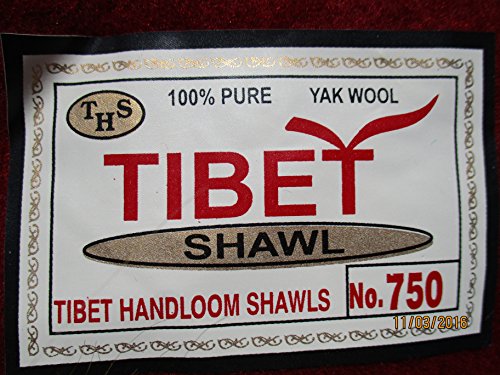 THS
100% PURE YAK WOOL
TIBET
SHAWL
TIBET HANDLOOM SHAWLS
No.750
11/03/2016